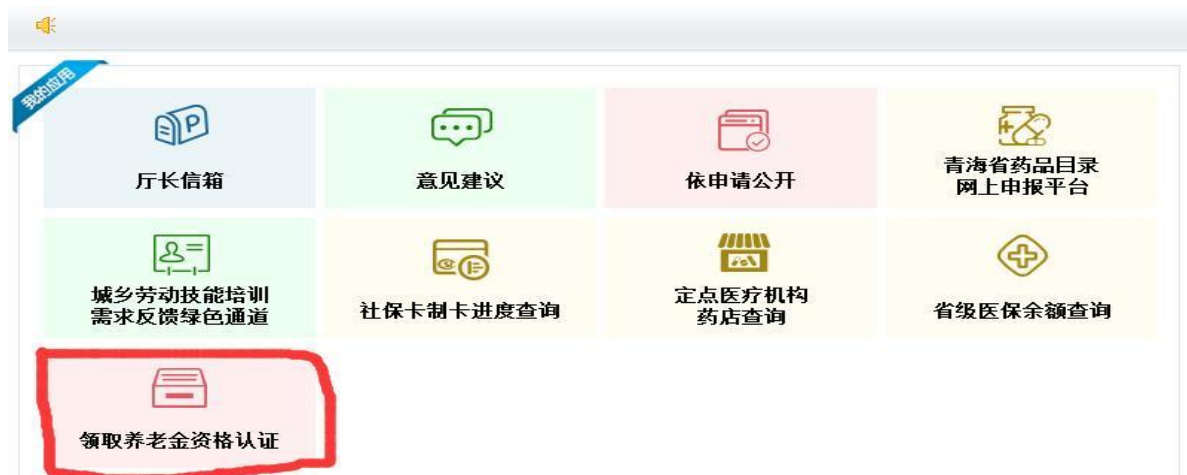 我的应用
厅长信箱
意见建议
依申请公开
青海省药品目录
网上申报平台
城乡劳动技能培训
需求反馈绿色通道
社保卡制卡进度查询
定点医疗机构
药店查询
省级医保余额查询
领取养老金资格认证